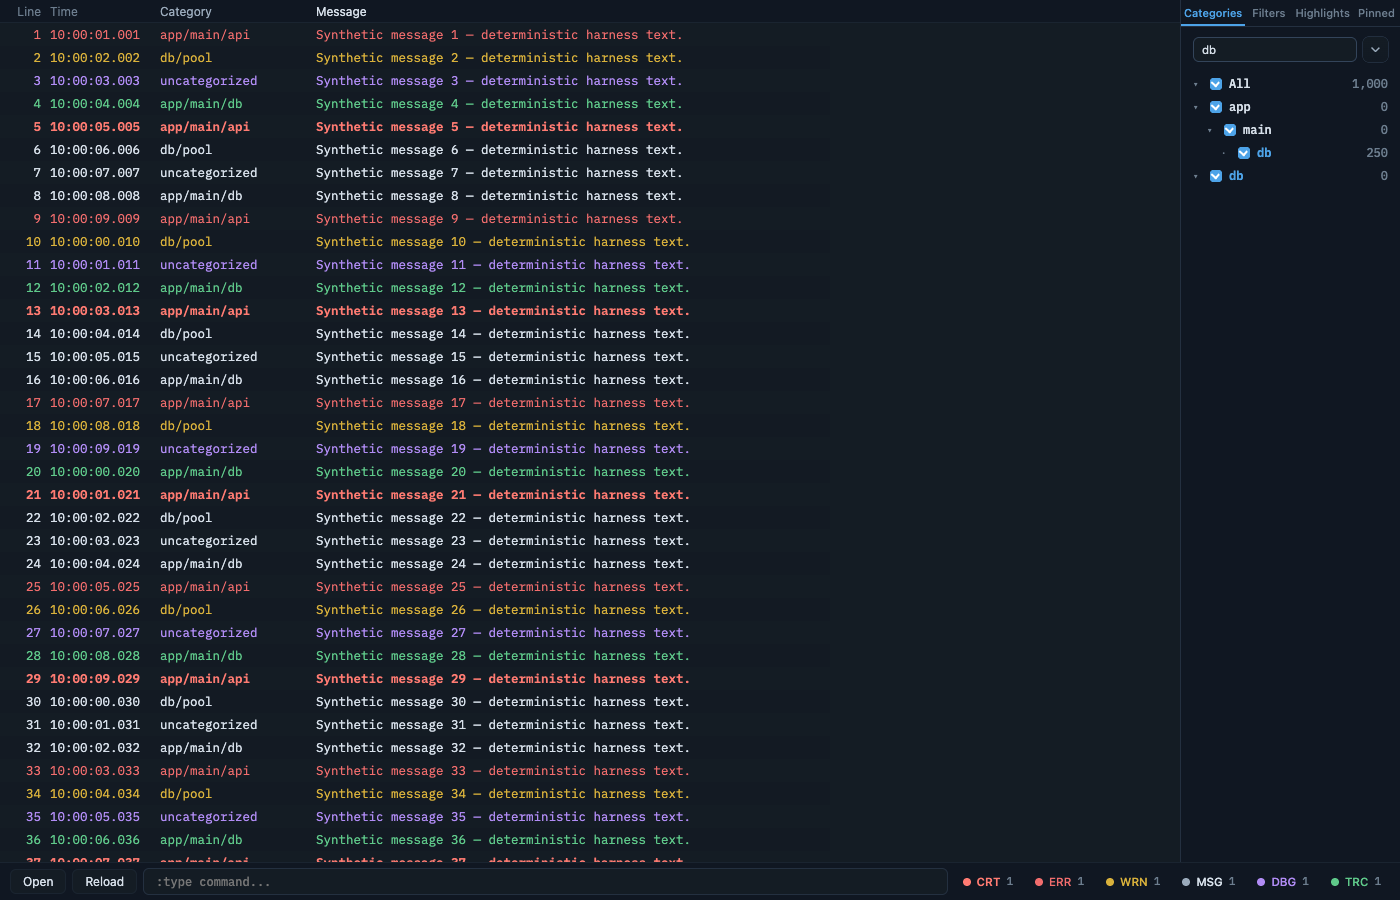 Line Time Category Message
1 10:00:01.001 app/main/api Synthetic message 1 — deterministic harness text.
2 10:00:02.002 db/pool Synthetic message 2 — deterministic harness text.
3 10:00:03.003 uncategorized Synthetic message 3 — deterministic harness text.
4 10:00:04.004 app/main/db Synthetic message 4 — deterministic harness text.
5 10:00:05.005 app/main/api Synthetic message 5 — deterministic harness text.
6 10:00:06.006 db/pool Synthetic message 6 — deterministic harness text.
7 10:00:07.007 uncategorized Synthetic message 7 — deterministic harness text.
8 10:00:08.008 app/main/db Synthetic message 8 — deterministic harness text.
9 10:00:09.009 app/main/api Synthetic message 9 — deterministic harness text.
10 10:00:00.010 db/pool Synthetic message 10 — deterministic harness text.
11 10:00:01.011 uncategorized Synthetic message 11 — deterministic harness text.
12 10:00:02.012 app/main/db Synthetic message 12 — deterministic harness text.
13 10:00:03.013 app/main/api Synthetic message 13 — deterministic harness text.
14 10:00:04.014 db/pool Synthetic message 14 — deterministic harness text.
15 10:00:05.015 uncategorized Synthetic message 15 — deterministic harness text.
16 10:00:06.016 app/main/db Synthetic message 16 — deterministic harness text.
17 10:00:07.017 app/main/api Synthetic message 17 — deterministic harness text.
18 10:00:08.018 db/pool Synthetic message 18 — deterministic harness text.
19 10:00:09.019 uncategorized Synthetic message 19 — deterministic harness text.
20 10:00:00.020 app/main/db Synthetic message 20 — deterministic harness text.
21 10:00:01.021 app/main/api Synthetic message 21 — deterministic harness text.
22 10:00:02.022 db/pool Synthetic message 22 — deterministic harness text.
23 10:00:03.023 uncategorized Synthetic message 23 — deterministic harness text.
24 10:00:04.024 app/main/db Synthetic message 24 — deterministic harness text.
25 10:00:05.025 app/main/api Synthetic message 25 — deterministic harness text.
26 10:00:06.026 db/pool Synthetic message 26 — deterministic harness text.
27 10:00:07.027 uncategorized Synthetic message 27 — deterministic harness text.
28 10:00:08.028 app/main/db Synthetic message 28 — deterministic harness text.
29 10:00:09.029 app/main/api Synthetic message 29 — deterministic harness text.
30 10:00:00.030 db/pool Synthetic message 30 — deterministic harness text.
31 10:00:01.031 uncategorized Synthetic message 31 — deterministic harness text.
32 10:00:02.032 app/main/db Synthetic message 32 — deterministic harness text.
33 10:00:03.033 app/main/api Synthetic message 33 — deterministic harness text.
34 10:00:04.034 db/pool Synthetic message 34 — deterministic harness text.
35 10:00:05.035 uncategorized Synthetic message 35 — deterministic harness text.
36 10:00:06.036 app/main/db Synthetic message 36 — deterministic harness text.
37 10:00:07.037 app/main/api Synthetic message 37 — deterministic harness text.
Categories Filters Highlights Pinned
db
All 1,000
app 0
main 0
db 250
db 0
Open Reload :type command... CRT 1 ERR 1 WRN 1 MSG 1 DBG 1 TRC 1